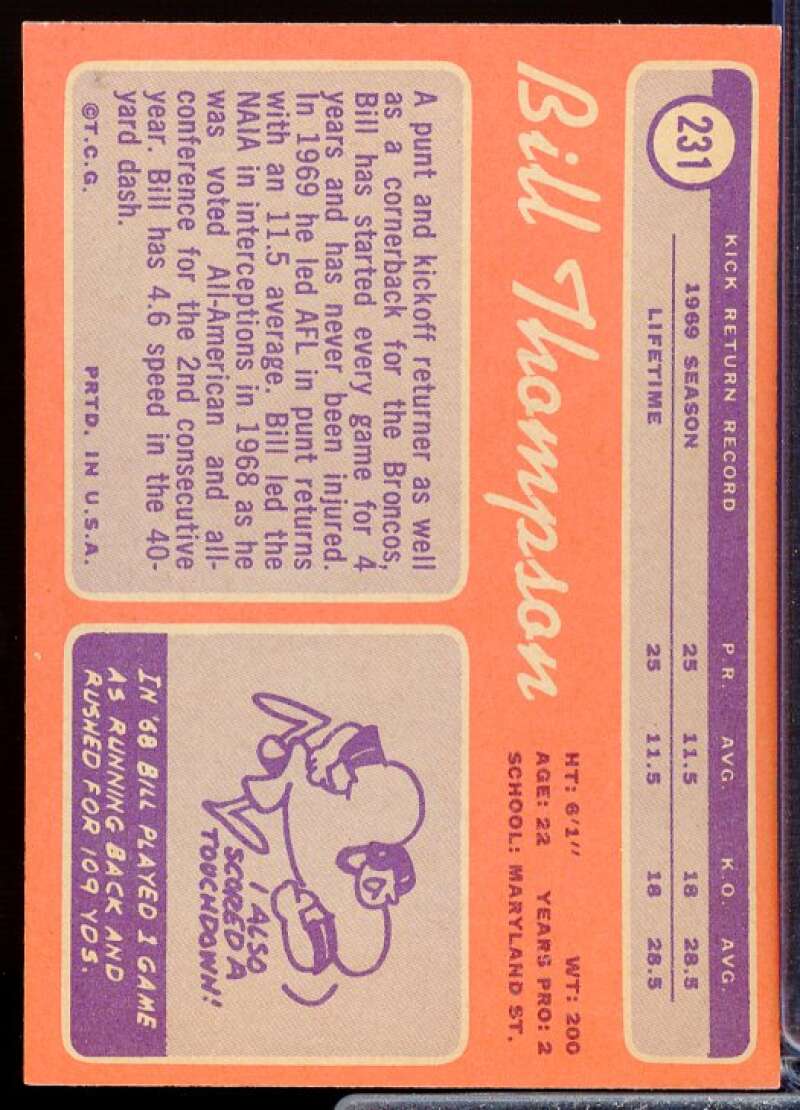 231
KICK RETURN RECORD P.R. AVG. K.O. AVG.
1969 SEASON 25 11.5 18 28.5
LIFETIME 25 11.5 18 28.5
Bill Thompson
HT: 6'1" WT: 200
AGE: 22 YEARS PRO: 2
SCHOOL: MARYLAND ST.
A punt and kickoff returner as well
as a cornerback for the Broncos,
Bill has started every game for 4
years and has never been injured.
In 1969 he led AFL in punt returns
with an 11.5 average. Bill led the
NAIA in interceptions in 1968 as he
was voted All-American and all-
conference for the 2nd consecutive
year. Bill has 4.6 speed in the 40-
yard dash.
©T.C.G. PRTD. IN U.S.A.
I ALSO
SCORED A
TOUCHDOWN!
IN '68 BILL PLAYED 1 GAME
AS RUNNING BACK AND
RUSHED FOR 109 YDS.